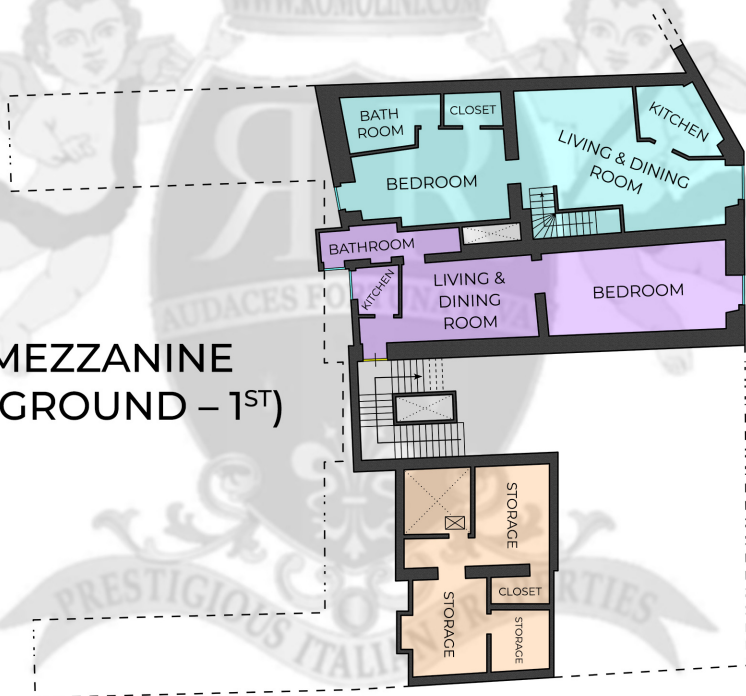 WWW.ROMOLINI.COM
BATH
ROOM
CLOSET
KITCHEN
LIVING & DINING
ROOM
BEDROOM
BATHROOM
KITCHEN
LIVING &
DINING
ROOM
BEDROOM
AUDACES FORTUNA IUVA
MEZZANINE
GROUND – 1ST)
STORAGE
CLOSET
STORAGE
STORAGE
PRESTIGIOUS ITALIAN PROPERTIES